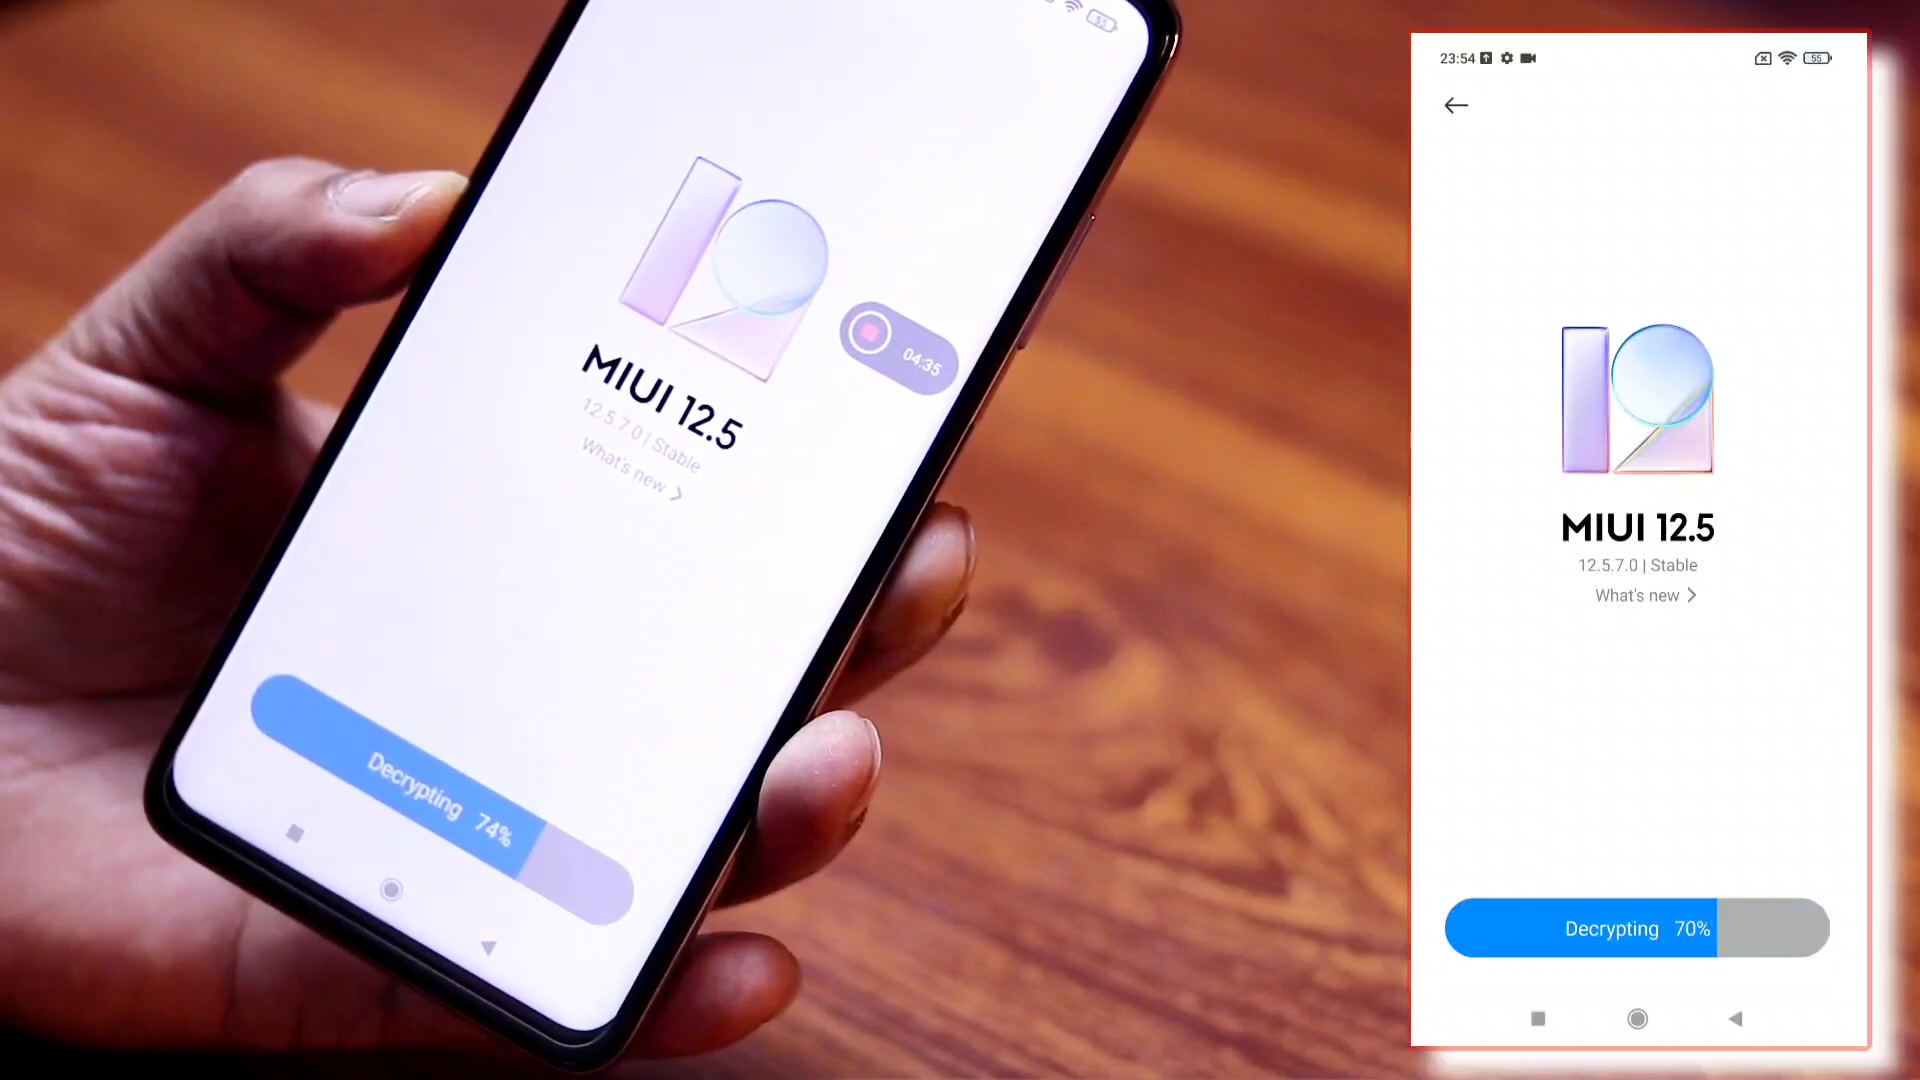 55
04:35
MIUI 12.5
12.5.7.0 | Stable
What's new >
Decrypting 74%
23:54
55
MIUI 12.5
12.5.7.0 | Stable
What's new >
Decrypting 70%